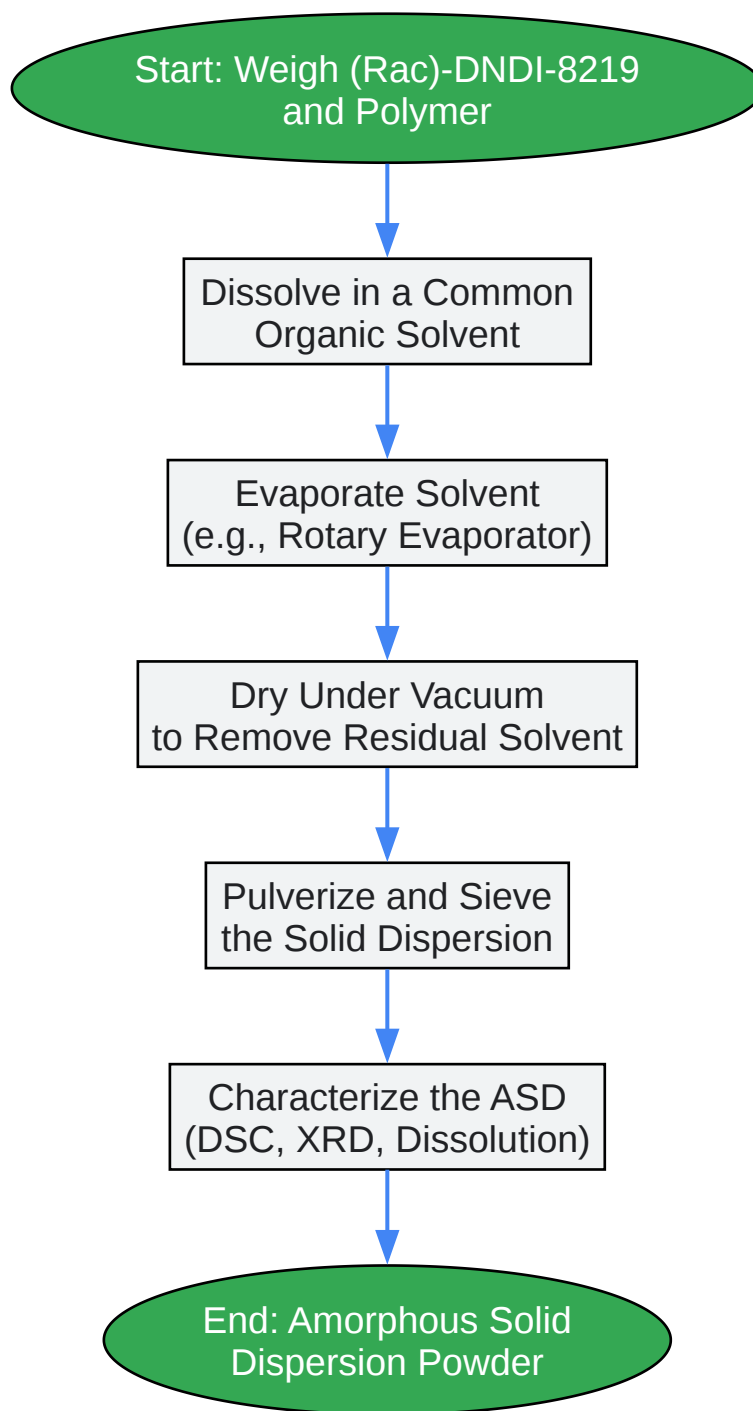 Start: Weigh (Rac)-DNDI-8219
and Polymer
Dissolve in a Common
Organic Solvent
Evaporate Solvent
(e.g., Rotary Evaporator)
Dry Under Vacuum
to Remove Residual Solvent
Pulverize and Sieve
the Solid Dispersion
Characterize the ASD
(DSC, XRD, Dissolution)
End: Amorphous Solid
Dispersion Powder